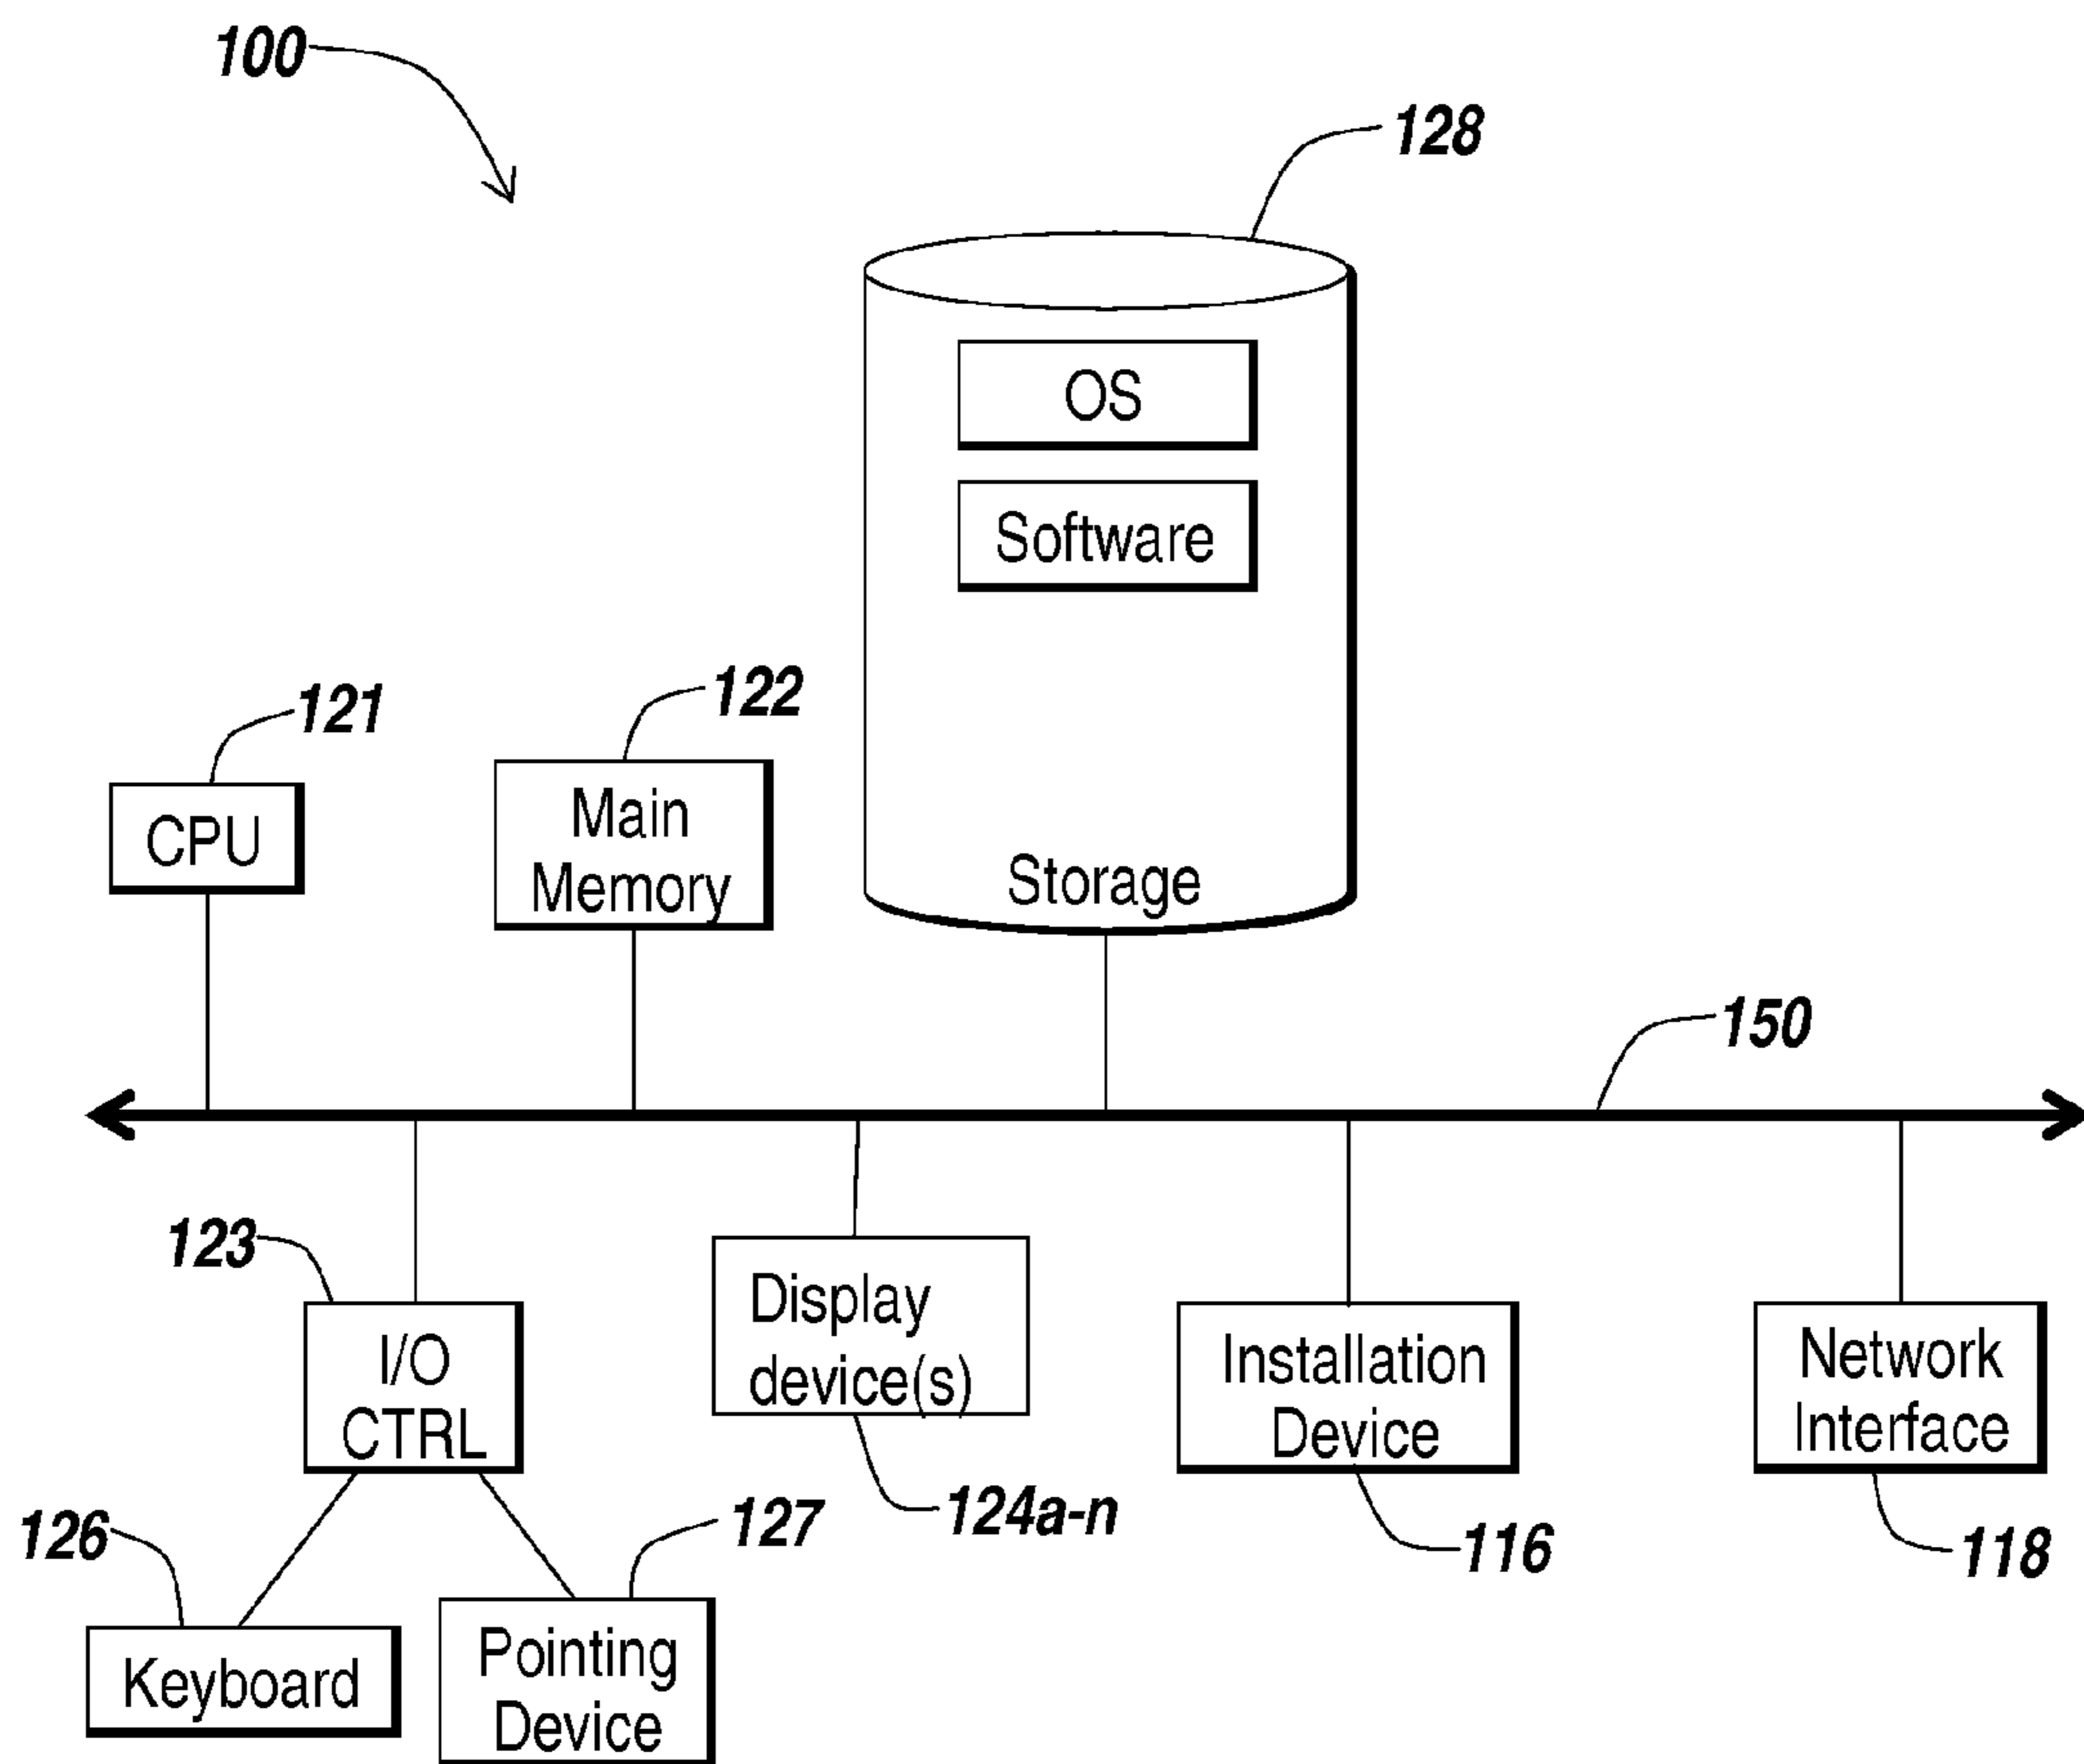 100
128
OS
Software
121
122
CPU
Main
Memory
Storage
150
123
I/O
CTRL
Display
device(s)
Installation
Device
Network
Interface
126
127
124a-n
116
118
Keyboard
Pointing
Device